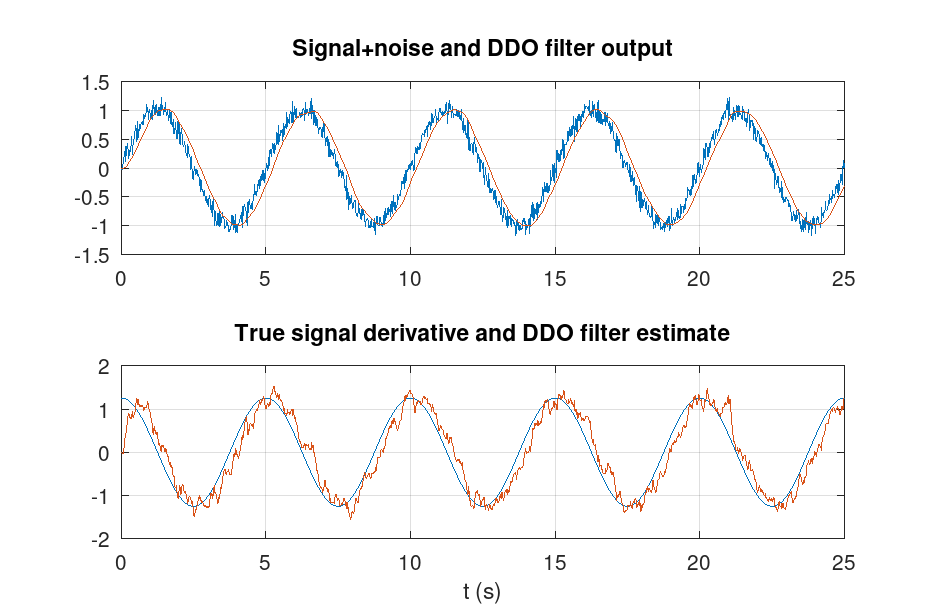 Signal+noise and DDO filter output
1.5
1
0.5
0
-0.5
-1
-1.5
0 5 10 15 20 25
True signal derivative and DDO filter estimate
2
1
0
-1
-2
0 5 10 15 20 25
t (s)